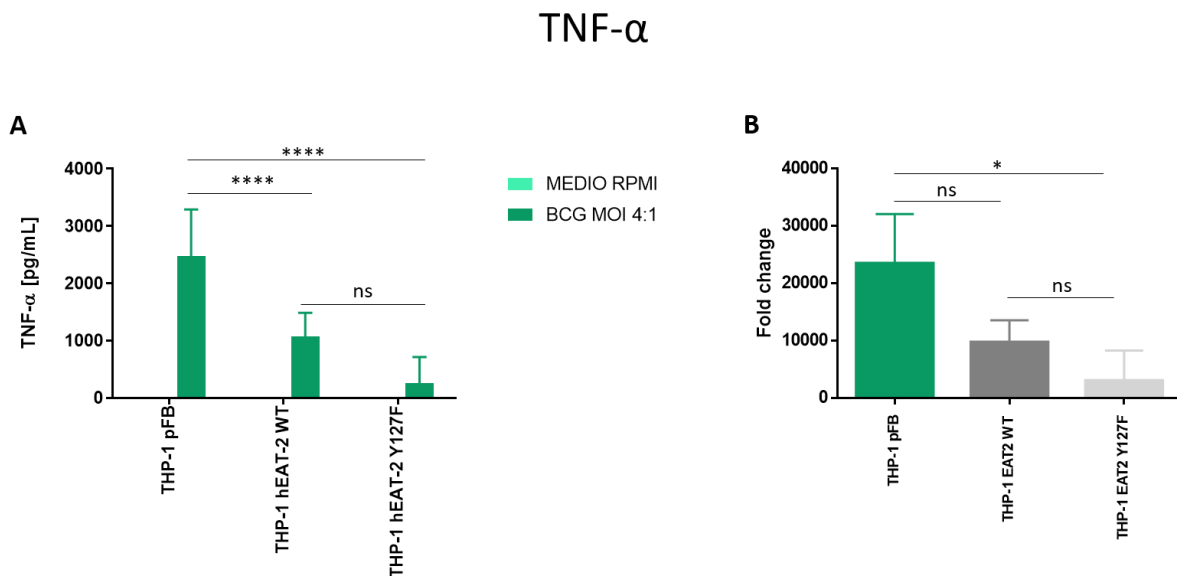 TNF-α
A
****
****
ns
4000
3000
2000
1000
0
TNF-α [pg/mL]
THP-1 pFB
THP-1 hEAT-2 WT
THP-1 hEAT-2 Y127F
MEDIO RPMI
BCG MOI 4:1
B
*
ns
ns
40000
30000
20000
10000
0
Fold change
THP-1 pFB
THP-1 EAT2 WT
THP-1 EAT2 Y127F